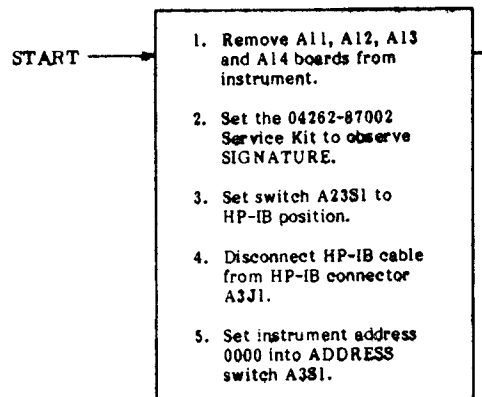 START
1. Remove A11, A12, A13
and A14 boards from
instrument.
2. Set the 04262-87002
Service Kit to observe
SIGNATURE.
3. Set switch A23S1 to
HP-IB position.
4. Disconnect HP-IB cable
from HP-IB connector
A3J1.
5. Set instrument address
0000 into ADDRESS
switch A3S1.